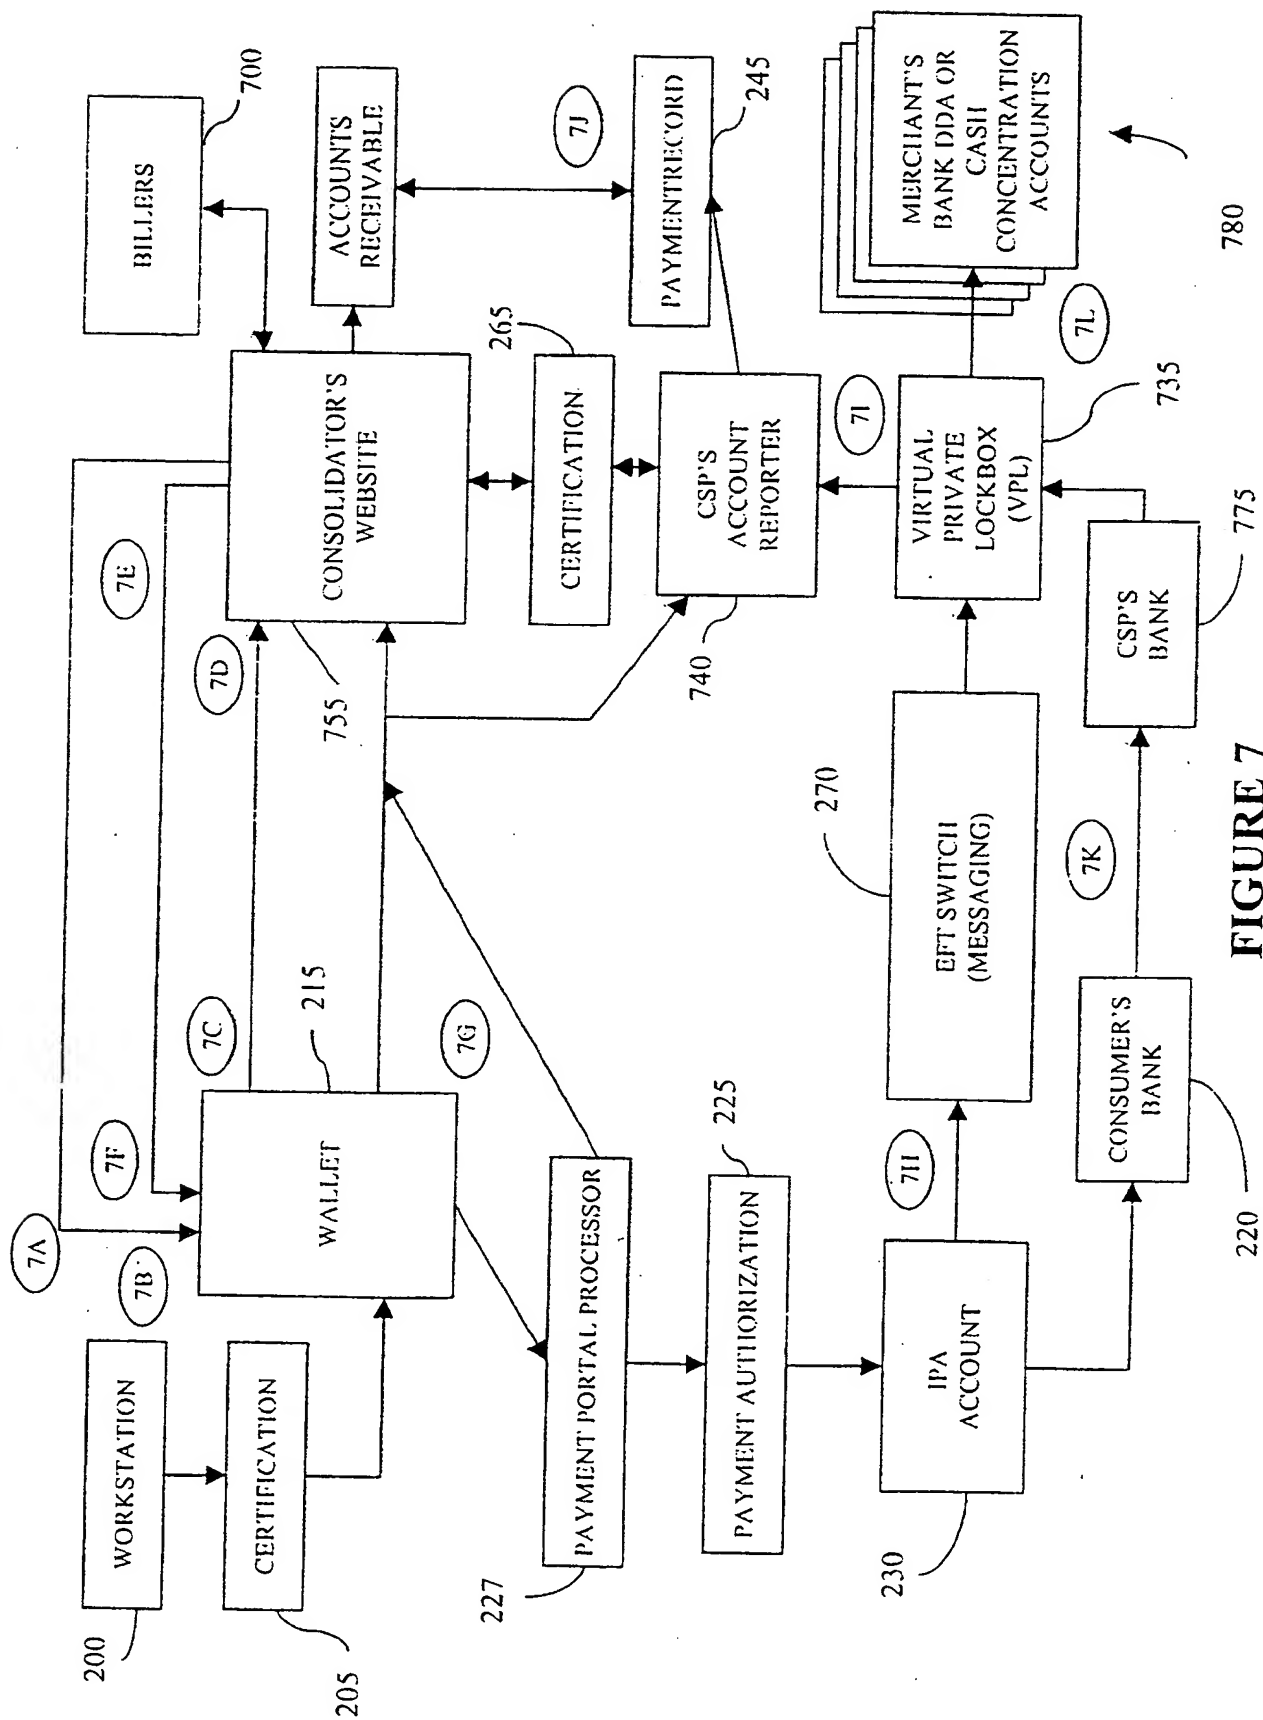 WORKSTATION
200
CERTIFICATION
205
7A
7B
7F
7C
WALLET
215
7E
7D
CONSOLIDATOR'S
WEBSITE
755
BILLERS
700
ACCOUNTS
RECEIVABLE
7G
CERTIFICATION
265
7J
PAYMENTRECORD
245
PAYMENT PORTAL PROCESSOR
227
CSP'S
ACCOUNT
REPORTER
740
PAYMENT AUTHORIZATION
225
7I
IPA
ACCOUNT
230
7H
EFT SWITCH
(MESSAGING)
270
VIRTUAL
PRIVATE
LOCKBOX
(VPL)
735
7L
MERCHANT'S
BANK DDA OR
CASH
CONCENTRATION
ACCOUNTS
780
CONSUMER'S
BANK
220
7K
CSP'S
BANK
775
FIGURE 7